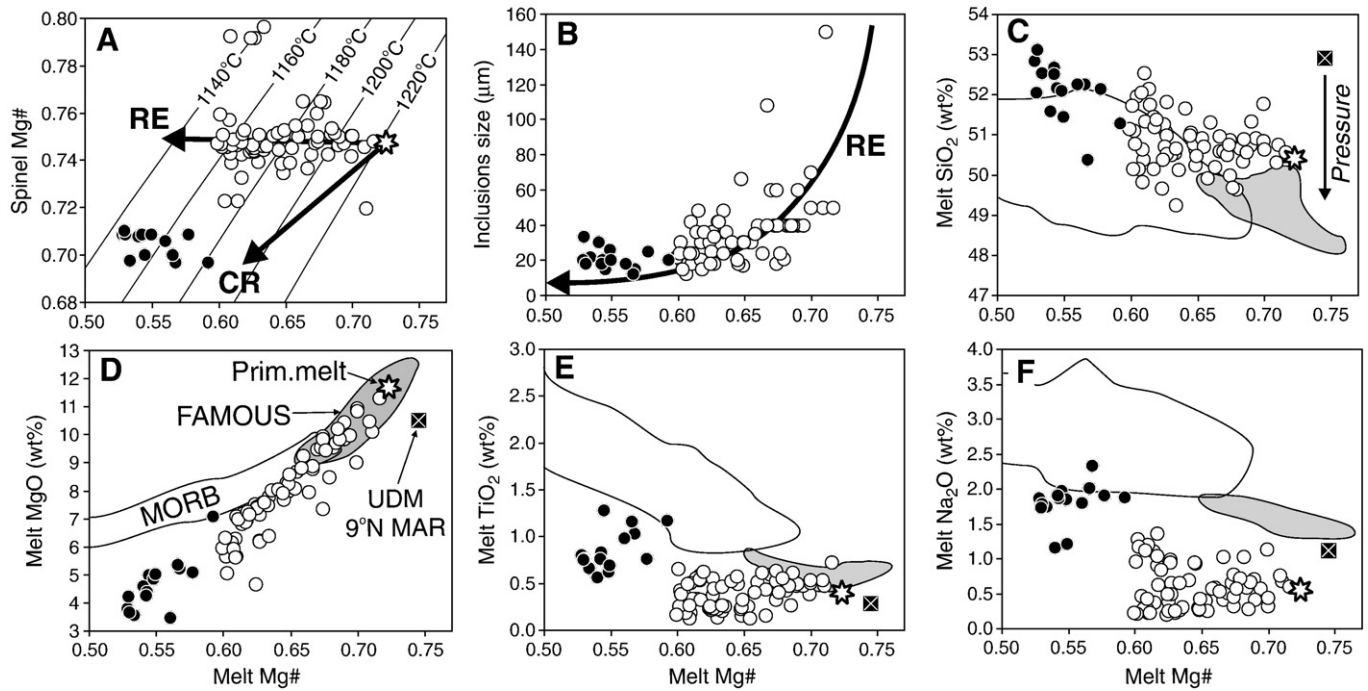 A
Spinel Mg#
0.80
0.78
0.76
0.74
0.72
0.70
0.68
1140°C
1160°C
1180°C
1200°C
1220°C
RE
CR
0.50 0.55 0.60 0.65 0.70
B
Inclusions size (μm)
160
140
120
100
80
60
40
20
0
RE
0.50 0.55 0.60 0.65 0.70 0.75
C
Melt SiO₂ (wt%)
54
53
52
51
50
49
47
Pressure
0.50 0.55 0.60 0.65 0.70 0.75
D
Melt MgO (wt%)
13
12
11
10
9
8
7
6
5
4
3
Prim.melt
FAMOUS
MORB
UDM
9°N MAR
0.50 0.55 0.60 0.65 0.70 0.75
Melt Mg#
E
Melt TiO₂ (wt%)
3.0
2.5
2.0
1.5
1.0
0.5
0.0
0.50 0.55 0.60 0.65 0.70 0.75
Melt Mg#
F
Melt Na₂O (wt%)
4.0
3.5
3.0
2.5
2.0
1.5
1.0
0.5
0.0
0.50 0.55 0.60 0.65 0.70 0.75
Melt Mg#